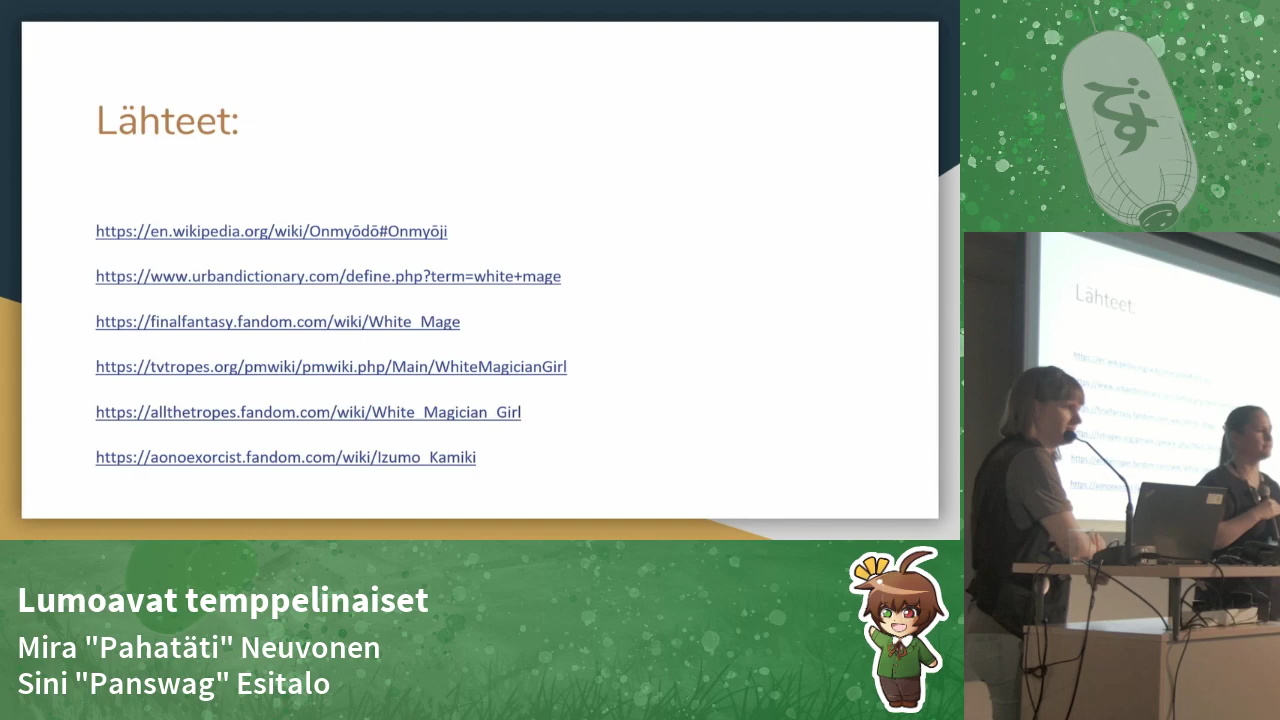 Lähteet:
https://en.wikipedia.org/wiki/Onmyōdō#Onmyōji
https://www.urbandictionary.com/define.php?term=white+mage
https://finalfantasy.fandom.com/wiki/White_Mage
https://tvtropes.org/pmwiki/pmwiki.php/Main/WhiteMagicianGirl
https://allthetropes.fandom.com/wiki/White_Magician_Girl
https://aonoexorcist.fandom.com/wiki/Izumo_Kamiki
Lähteet:
Lumoavat temppelinaiset
Mira "Pahatäti" Neuvonen
Sini "Panswag" Esitalo